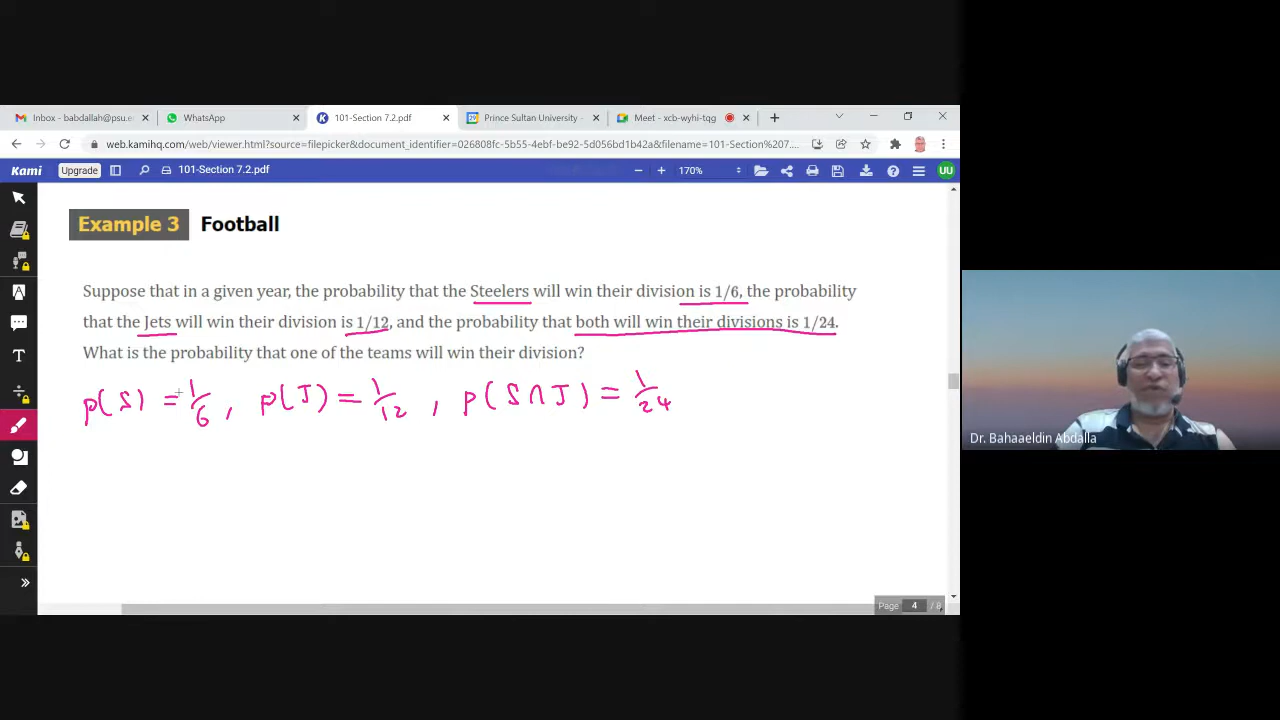 Inbox - babdallah@psu.e
WhatsApp
101-Section 7.2.pdf
Prince Sultan University -
Meet - xcb-wyhi-tqg
web.kamihq.com/web/viewer.html?source=filepicker&document_identifier=026808fc-5b55-4ebf-be92-5d056bd1b42a&filename=101-Section%207....
Kami
Upgrade
101-Section 7.2.pdf
170%
UU
Example 3 Football
Suppose that in a given year, the probability that the Steelers will win their division is 1/6, the probability
that the Jets will win their division is 1/12, and the probability that both will win their divisions is 1/24.
What is the probability that one of the teams will win their division?
P(S) = 1/6, P(J) = 1/12, P(S∩J) = 1/24
Dr. Bahaaeldin Abdalla
Page 4 / 8